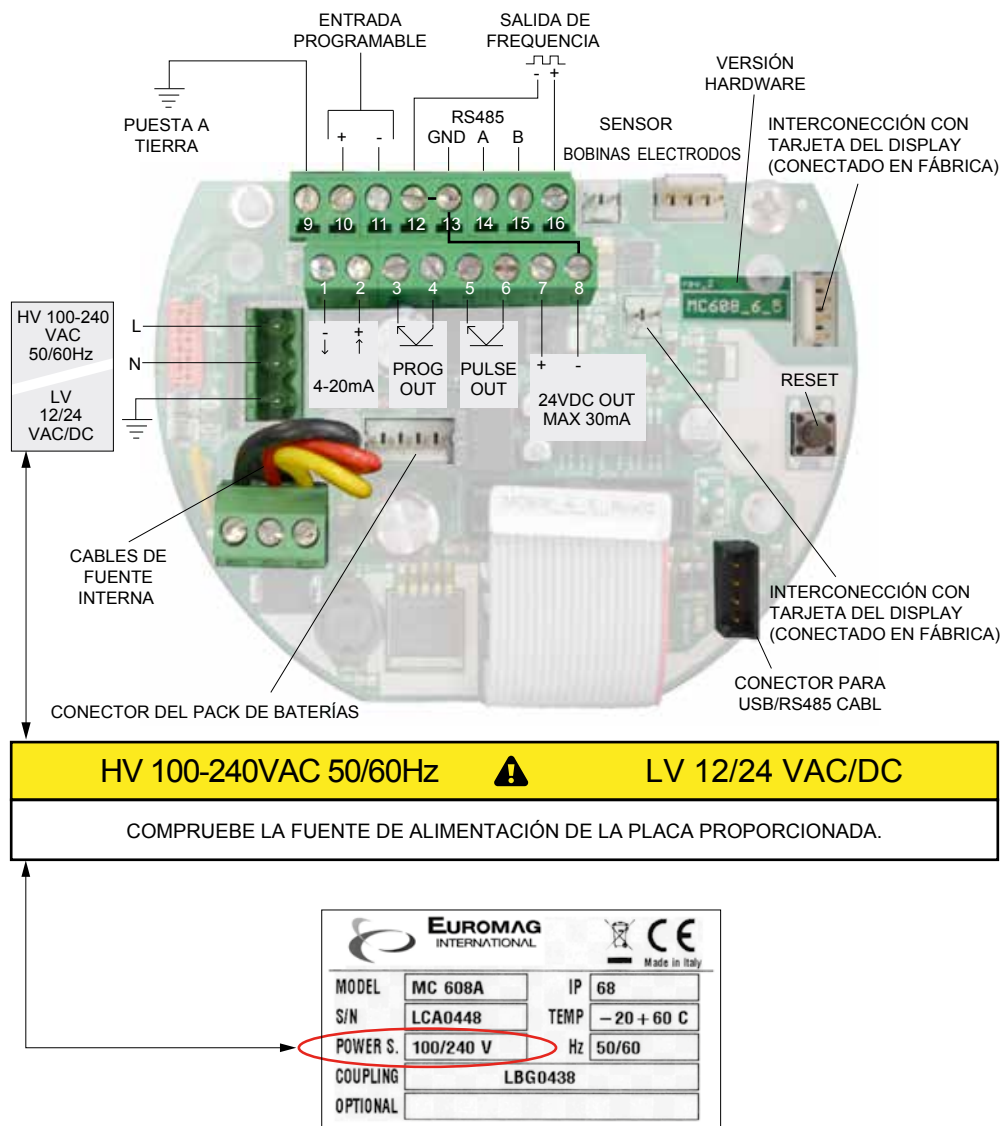 ENTRADA
PROGRAMABLE
SALIDA DE
FREQUENCIA
- +
VERSIÓN
HARDWARE
PUESTA A
TIERRA
+ -
RS485
GND A B
SENSOR
BOBINAS ELECTRODOS
INTERCONECCIÓN CON
TARJETA DEL DISPLAY
(CONECTADO EN FÁBRICA)
9 10 11 12 13 14 15 16
1 2 3 4 5 6 7 8
rev_2
MC608_6_5
HV 100-240
VAC
50/60Hz
LV
12/24
VAC/DC
L
N
- +
4-20mA
PROG
OUT
PULSE
OUT
+ -
24VDC OUT
MAX 30mA
RESET
CABLES DE
FUENTE
INTERNA
INTERCONECCIÓN CON
TARJETA DEL DISPLAY
(CONECTADO EN FÁBRICA)
CONECTOR PARA
USB/RS485 CABL
CONECTOR DEL PACK DE BATERÍAS
HV 100-240VAC 50/60Hz LV 12/24 VAC/DC
COMPRUEBE LA FUENTE DE ALIMENTACIÓN DE LA PLACA PROPORCIONADA.
EUROMAG
INTERNATIONAL
CE
Made in Italy
MODEL MC 608A IP 68
S/N LCA0448 TEMP -20+60 C
POWER S. 100/240 V Hz 50/60
COUPLING LBG0438
OPTIONAL